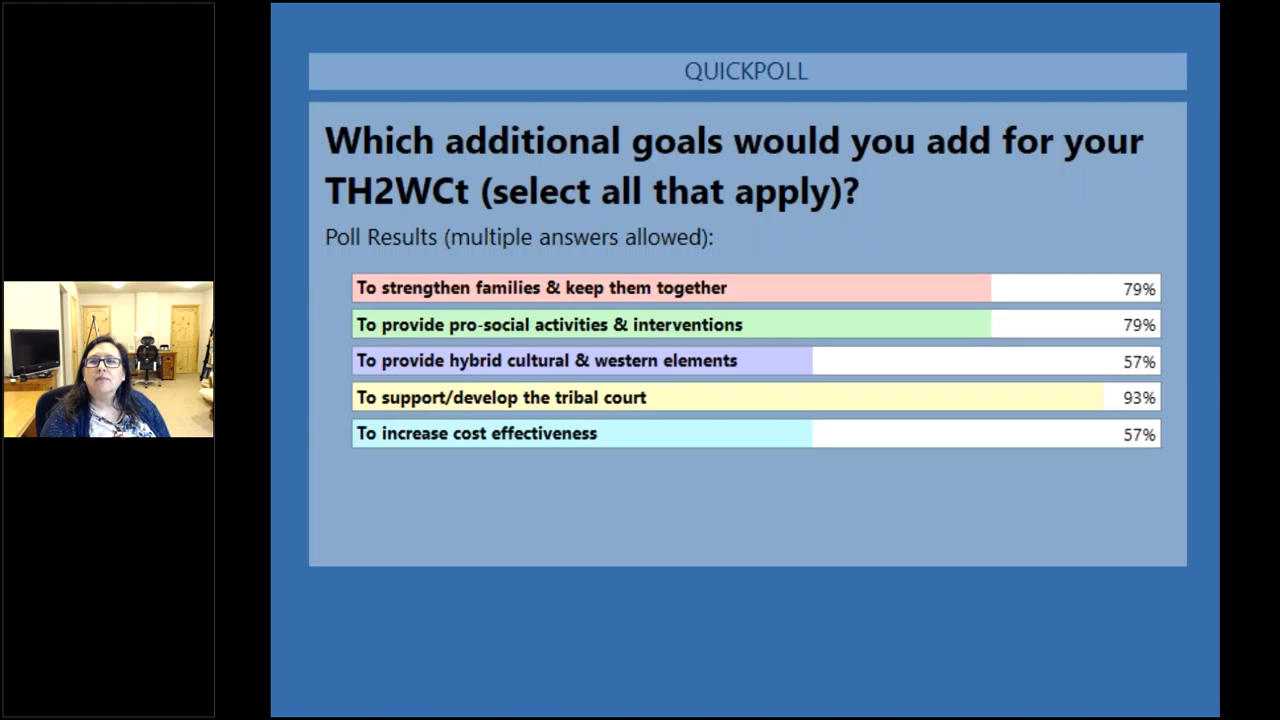 QUICKPOLL
Which additional goals would you add for your
TH2WCt (select all that apply)?
Poll Results (multiple answers allowed):
To strengthen families & keep them together 79%
To provide pro-social activities & interventions 79%
To provide hybrid cultural & western elements 57%
To support/develop the tribal court 93%
To increase cost effectiveness 57%